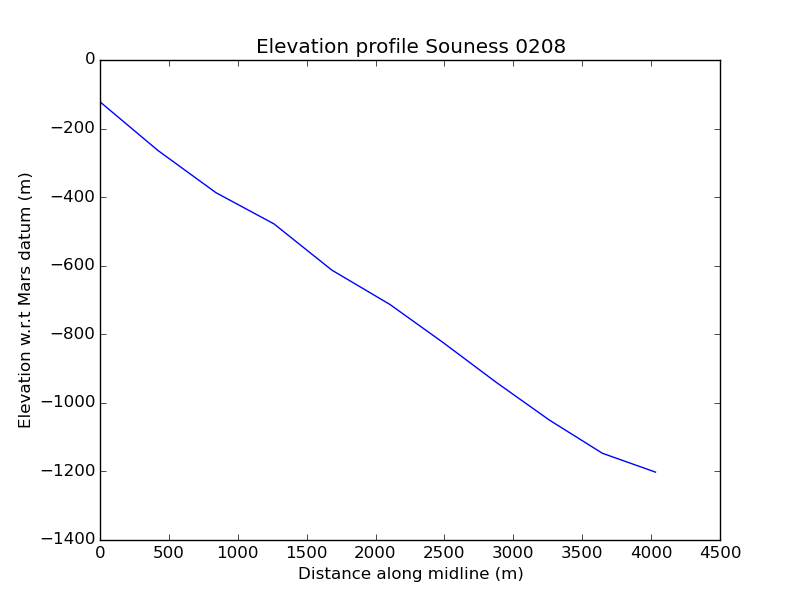 Elevation profile Souness 0208
0
−200
−400
−600
−800
−1000
−1200
−1400
Elevation w.r.t Mars datum (m)
0 500 1000 1500 2000 2500 3000 3500 4000 4500
Distance along midline (m)